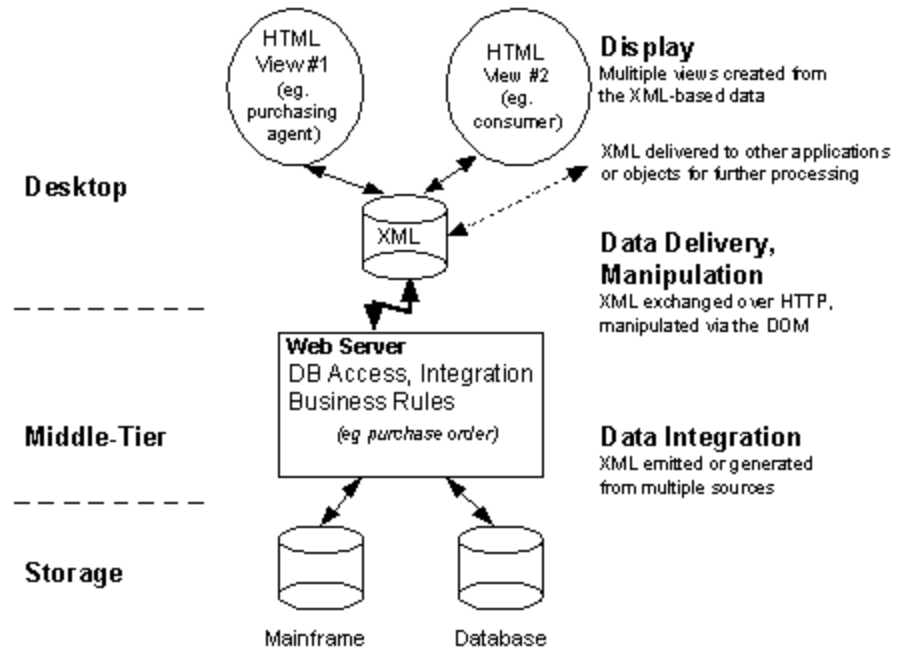 HTML
View #1
(eg.
purchasing
agent)
HTML
View #2
(eg.
consumer)
Display
Mulitiple views created from
the XML-based data
XML delivered to other applications
or objects for further processing
Desktop
XML
Data Delivery,
Manipulation
XML exchanged over HTTP,
manipulated via the DOM
Web Server
DB Access, Integration
Business Rules
(eg purchase order)
Middle-Tier
Data Integration
XML emitted or generated
from multiple sources
Storage
Mainframe
Database